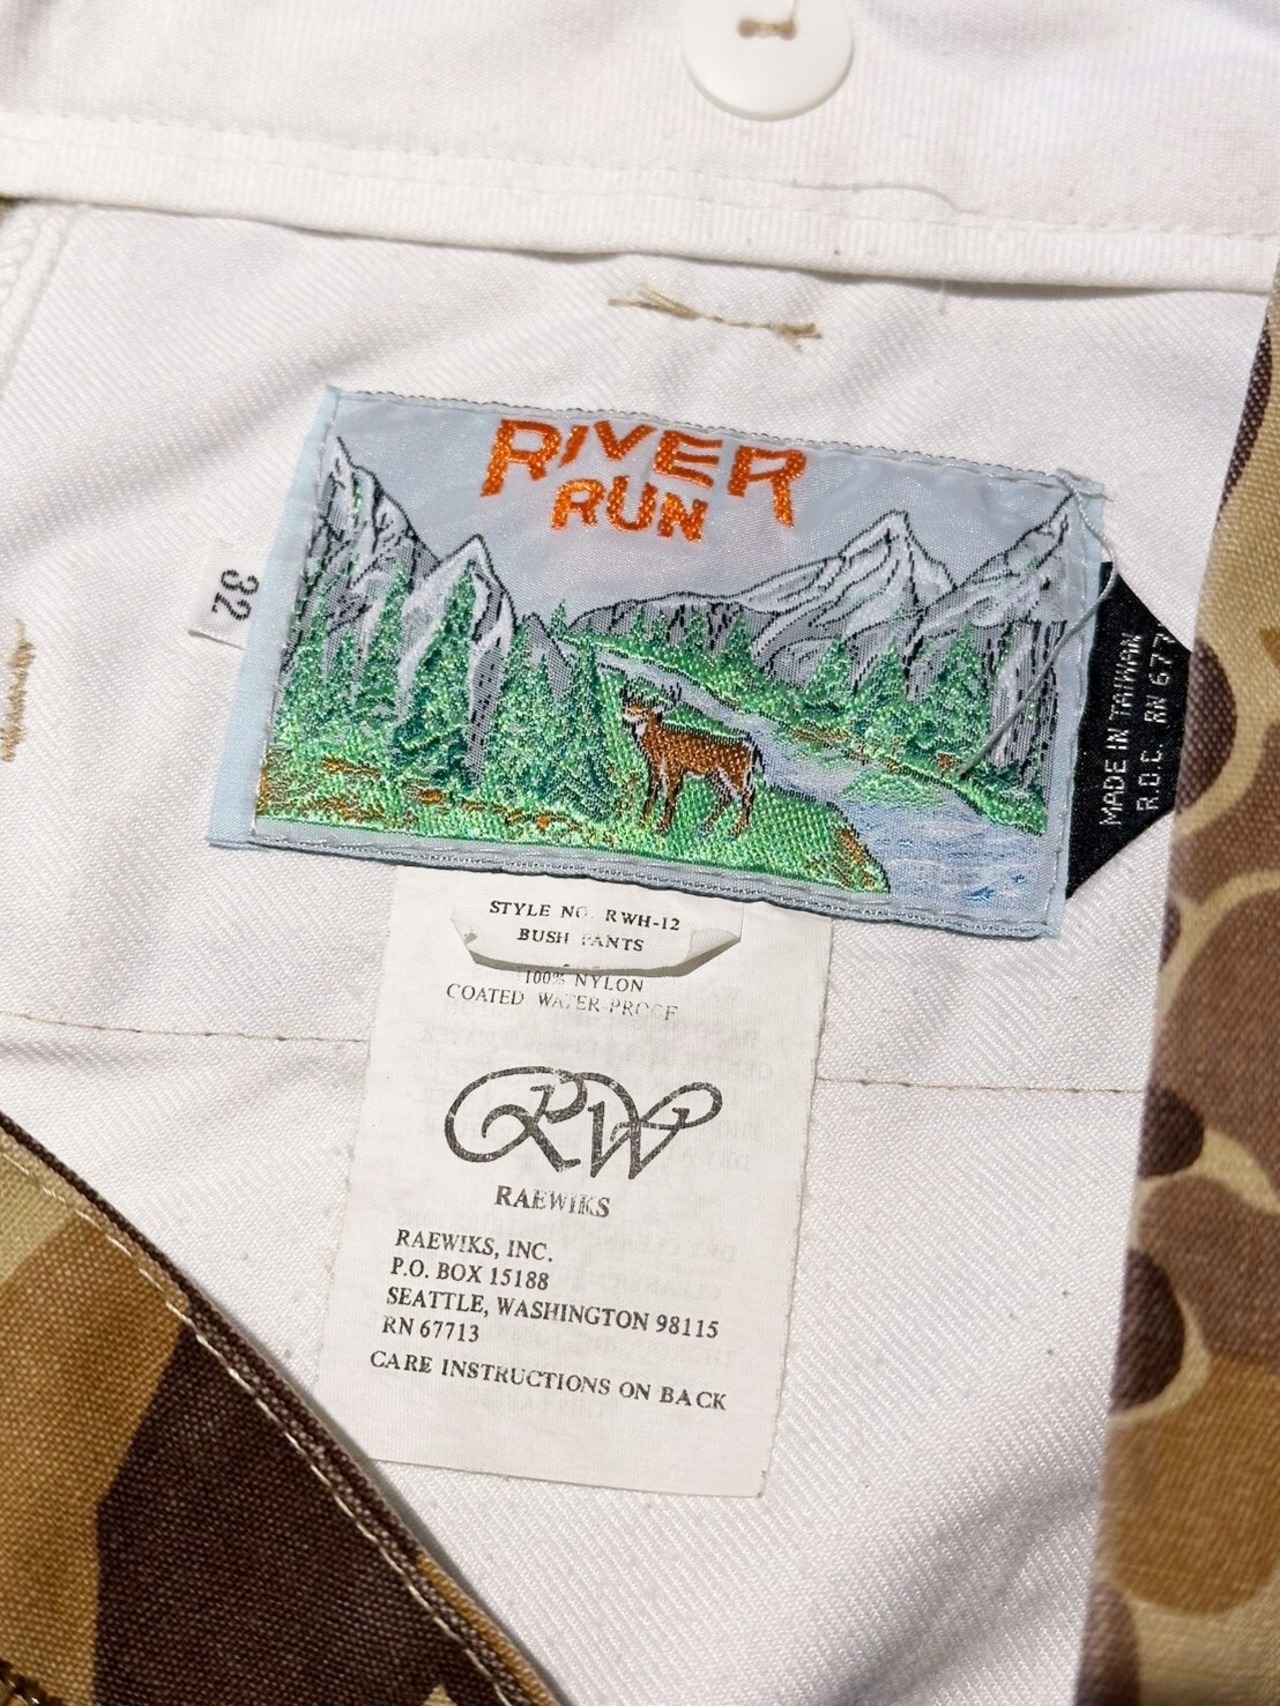 RIVER
RUN
32
MADE IN TAIWAN
R.O.C. RN 677
STYLE NO. RWH-12
BUSH PANTS
100% NYLON
COATED WATER-PROOF
RW
RAEWIKS
RAEWIKS, INC.
P.O. BOX 15188
SEATTLE, WASHINGTON 98115
RN 67713
CARE INSTRUCTIONS ON BACK